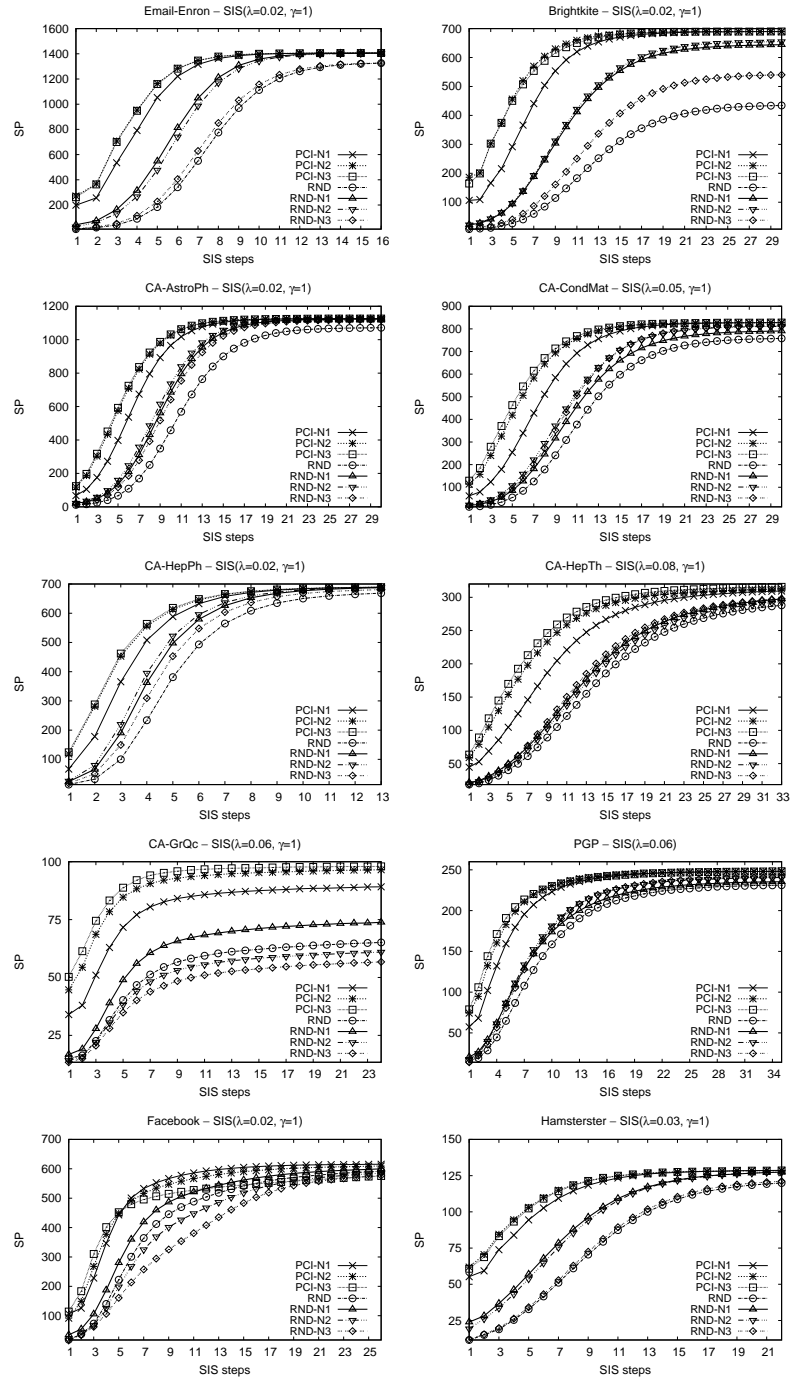 Email-Enron – SIS(λ=0.02, γ=1)
1600
1400
1200
1000
800
600
400
200
SP
1 2 3 4 5 6 7 8 9 10 11 12 13 14 15 16
SIS steps
PCI-N1
PCI-N2
PCI-N3
RND
RND-N1
RND-N2
RND-N3
Brightkite – SIS(λ=0.02, γ=1)
700
600
500
400
300
200
100
SP
1 3 5 7 9 11 13 15 17 19 21 23 25 27 29
SIS steps
PCI-N1
PCI-N2
PCI-N3
RND
RND-N1
RND-N2
RND-N3
CA-AstroPh – SIS(λ=0.02, γ=1)
1200
1000
800
600
400
200
0
SP
1 3 5 7 9 11 13 15 17 19 21 23 25 27 29
SIS steps
PCI-N1
PCI-N2
PCI-N3
RND
RND-N1
RND-N2
RND-N3
CA-CondMat – SIS(λ=0.05, γ=1)
900
800
700
600
500
400
300
200
100
SP
1 3 5 7 9 11 13 15 17 19 21 23 25 27 29
SIS steps
PCI-N1
PCI-N2
PCI-N3
RND
RND-N1
RND-N2
RND-N3
CA-HepPh – SIS(λ=0.02, γ=1)
700
600
500
400
300
200
100
SP
1 2 3 4 5 6 7 8 9 10 11 12 13
SIS steps
PCI-N1
PCI-N2
PCI-N3
RND
RND-N1
RND-N2
RND-N3
CA-HepTh – SIS(λ=0.08, γ=1)
300
250
200
150
100
50
SP
1 3 5 7 9 11 13 15 17 19 21 23 25 27 29 31 33
SIS steps
PCI-N1
PCI-N2
PCI-N3
RND
RND-N1
RND-N2
RND-N3
CA-GrQc – SIS(λ=0.06, γ=1)
100
75
50
25
SP
1 3 5 7 9 11 13 15 17 19 21 23
SIS steps
PCI-N1
PCI-N2
PCI-N3
RND
RND-N1
RND-N2
RND-N3
PGP – SIS(λ=0.06)
250
200
150
100
50
SP
1 4 7 10 13 16 19 22 25 28 31 34
SIS steps
PCI-N1
PCI-N2
PCI-N3
RND
RND-N1
RND-N2
RND-N3
Facebook – SIS(λ=0.02, γ=1)
700
600
500
400
300
200
100
SP
1 3 5 7 9 11 13 15 17 19 21 23 25
SIS steps
PCI-N1
PCI-N2
PCI-N3
RND
RND-N1
RND-N2
RND-N3
Hamsterster – SIS(λ=0.03, γ=1)
150
125
100
75
50
25
SP
1 3 5 7 9 11 13 15 17 19 21
SIS steps
PCI-N1
PCI-N2
PCI-N3
RND
RND-N1
RND-N2
RND-N3